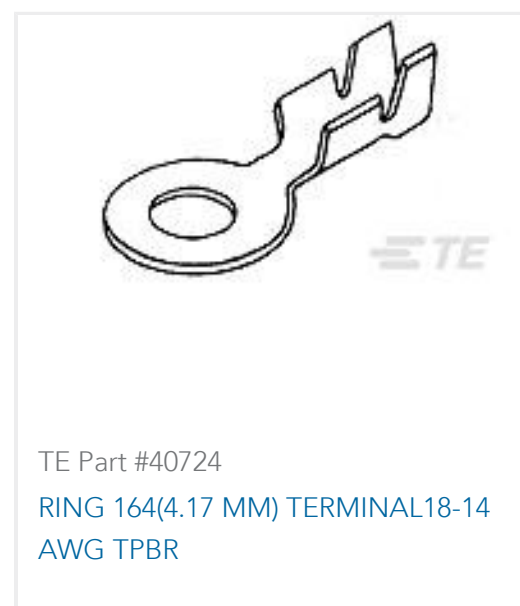 TE
TE Part #40724
RING 164(4.17 MM) TERMINAL18-14
AWG TPBR